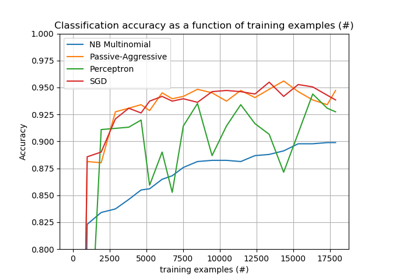 Classification accuracy as a function of training examples (#)
1.000
0.975
0.950
0.925
0.900
0.875
0.850
0.825
0.800
Accuracy
NB Multinomial
Passive-Aggressive
Perceptron
SGD
0 2500 5000 7500 10000 12500 15000 17500
training examples (#)